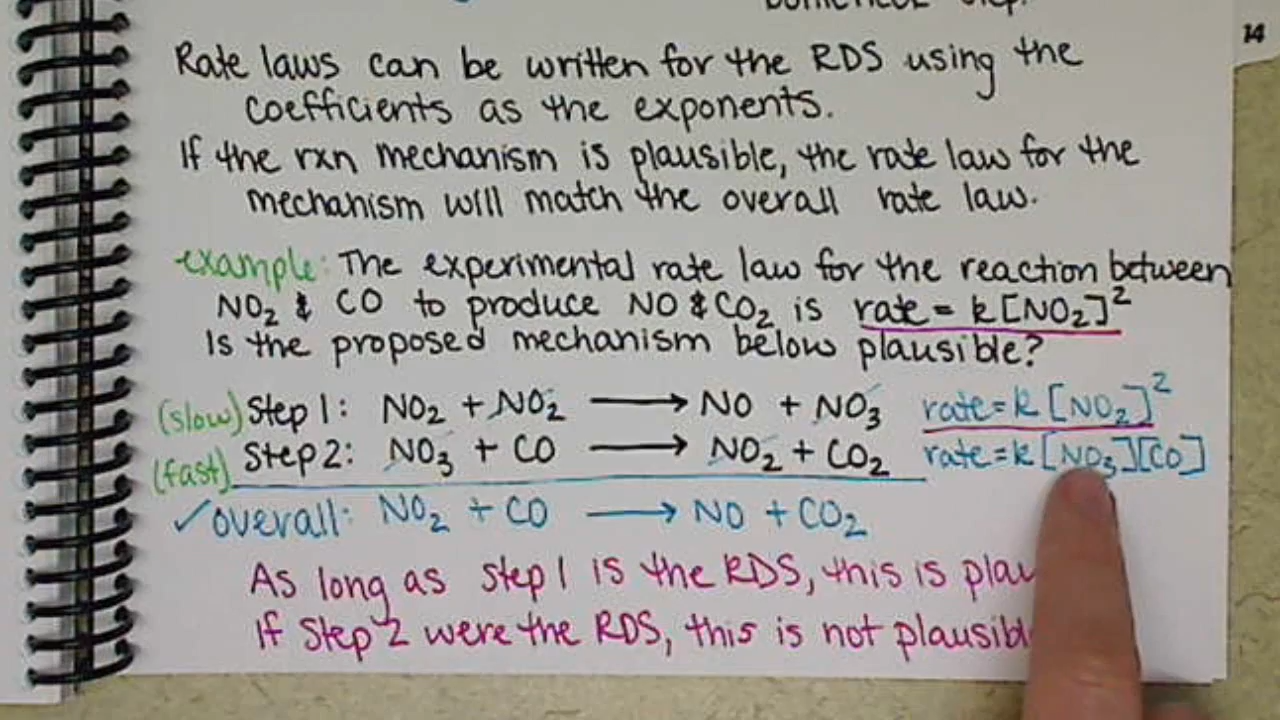 14
Rate laws can be written for the RDS using the
coefficients as the exponents.
If the rxn mechanism is plausible, the rate law for the
mechanism will match the overall rate law.
example: The experimental rate law for the reaction between
NO₂ & CO to produce NO & CO₂ is rate = k[NO₂]²
Is the proposed mechanism below plausible?
(slow) Step 1: NO₂ + NO₂ ⟶ NO + NO₃ rate = k[NO₂]²
(fast) Step 2: NO₃ + CO ⟶ NO₂ + CO₂ rate = k[NO₃][CO]
✓overall: NO₂ + CO ⟶ NO + CO₂
As long as step 1 is the RDS, this is
If Step 2 were the RDS, this is not